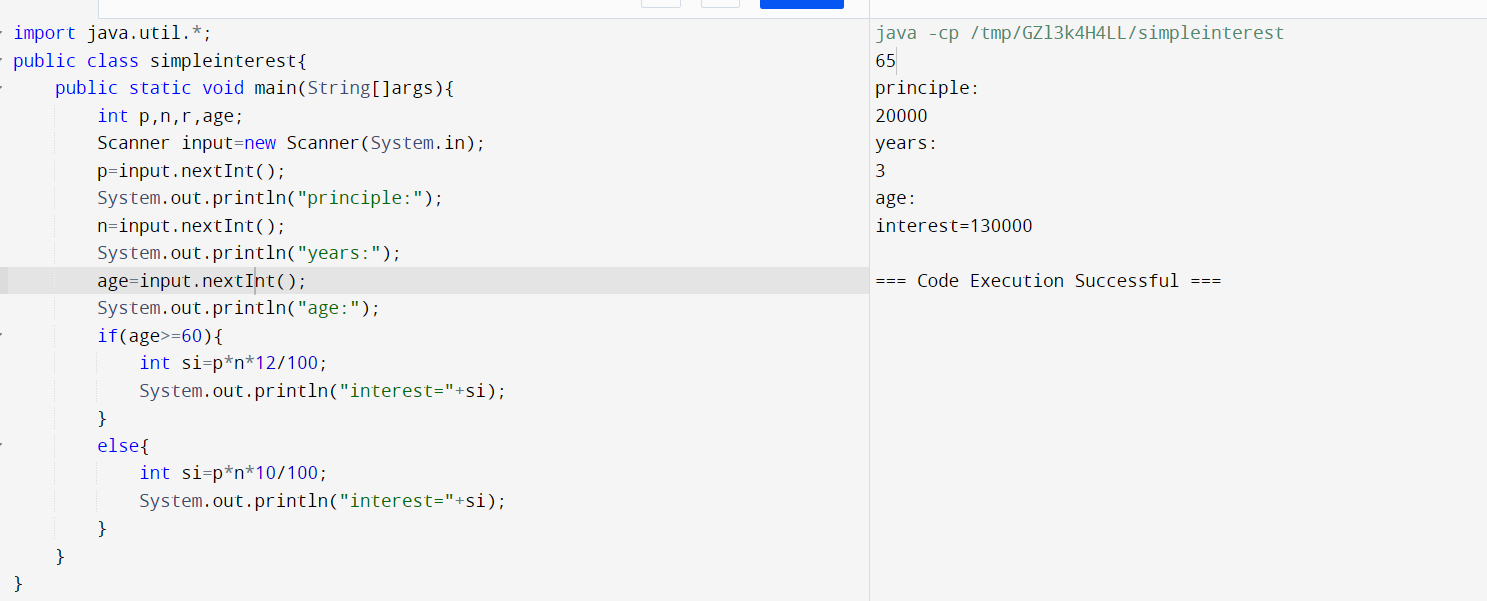 import java.util.*;
public class simpleinterest{
    public static void main(String[]args){
        int p,n,r,age;
        Scanner input=new Scanner(System.in);
        p=input.nextInt();
        System.out.println("principle:");
        n=input.nextInt();
        System.out.println("years:");
        age=input.nextInt();
        System.out.println("age:");
        if(age>=60){
            int si=p*n*12/100;
            System.out.println("interest="+si);
        }
        else{
            int si=p*n*10/100;
            System.out.println("interest="+si);
        }
    }
}
java -cp /tmp/GZl3k4H4LL/simpleinterest
65
principle:
20000
years:
3
age:
interest=130000
=== Code Execution Successful ===